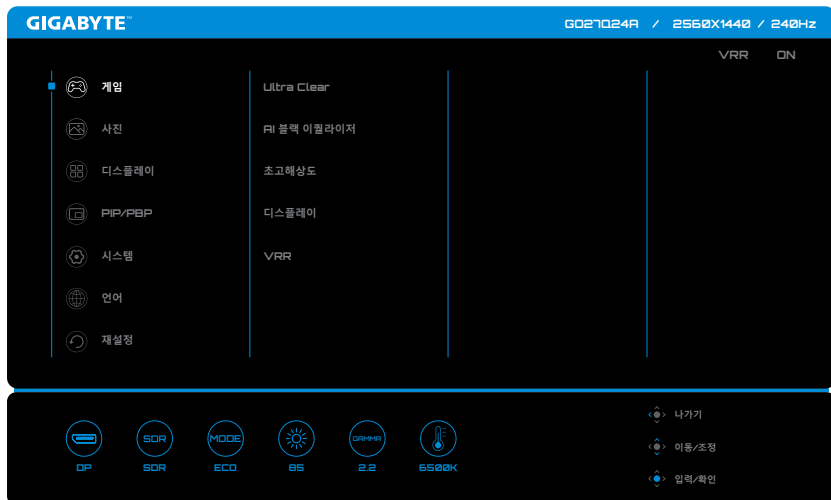 GIGABYTE™ GO27Q24A / 2560X1440 / 240Hz
VRR ON
게임 Ultra Clear
사진 AI 블랙 이퀄라이저
디스플레이 초고해상도
PIP/PBP 디스플레이
시스템 VRR
언어
재설정
나가기
SDR MODE GAMMA
이동/조정
DP SDR ECO 85 2.2 6500K
입력/확인